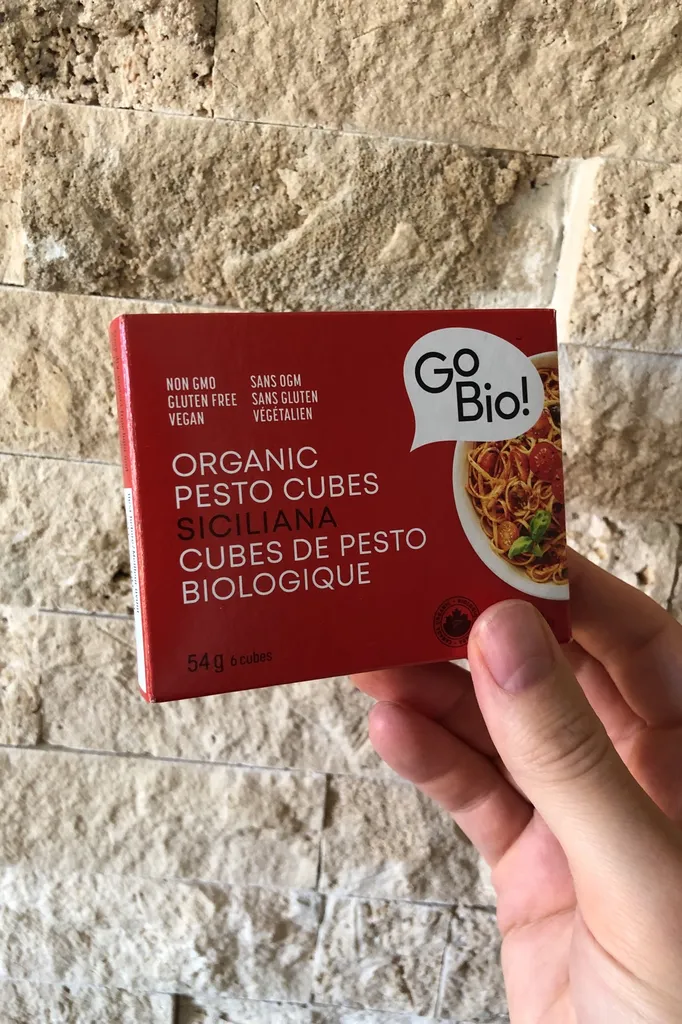 NON GMO
GLUTEN FREE
VEGAN
SANS OGM
SANS GLUTEN
VÉGÉTALIEN
Go
Bio!
ORGANIC
PESTO CUBES
SICILIANA
CUBES DE PESTO
BIOLOGIQUE
54g 6 cubes